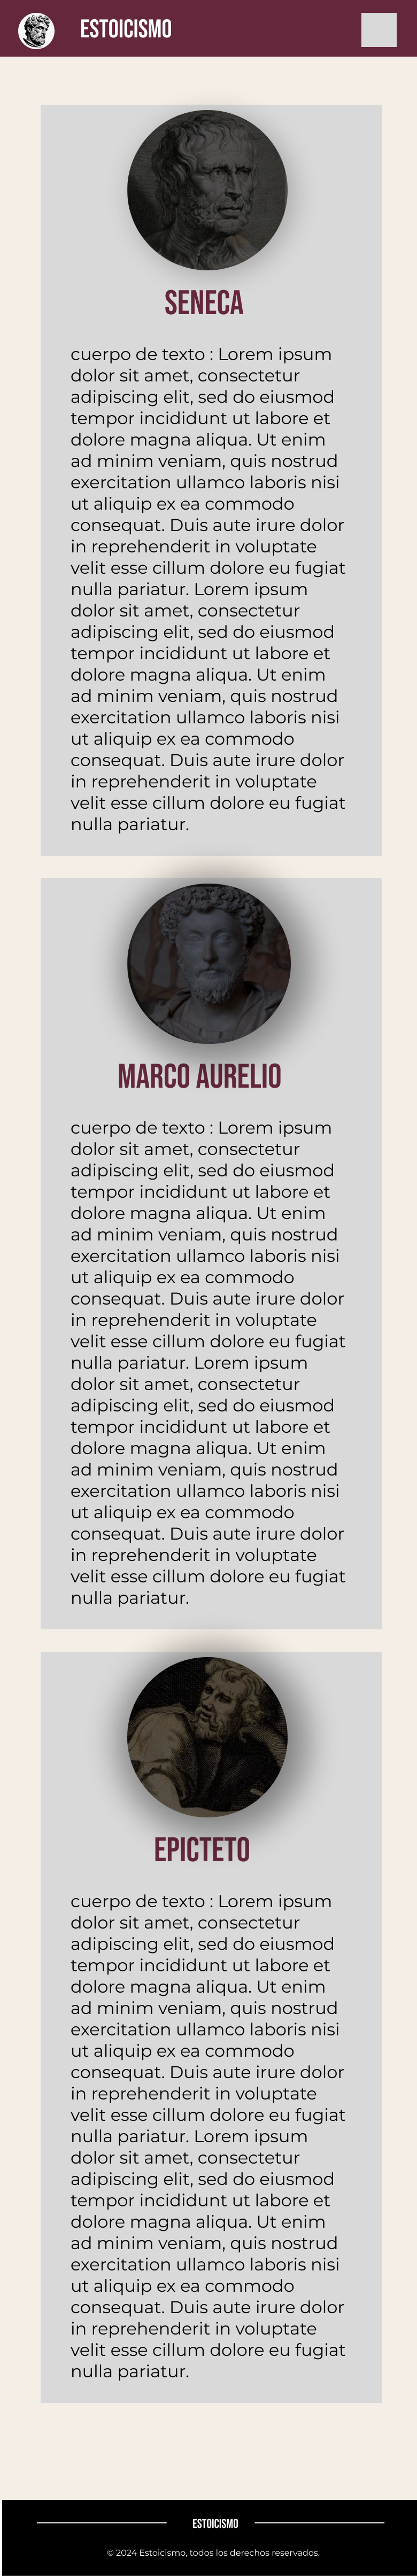 ESTOICISMO
SENECA
cuerpo de texto : Lorem ipsum
dolor sit amet, consectetur
adipiscing elit, sed do eiusmod
tempor incididunt ut labore et
dolore magna aliqua. Ut enim
ad minim veniam, quis nostrud
exercitation ullamco laboris nisi
ut aliquip ex ea commodo
consequat. Duis aute irure dolor
in reprehenderit in voluptate
velit esse cillum dolore eu fugiat
nulla pariatur. Lorem ipsum
dolor sit amet, consectetur
adipiscing elit, sed do eiusmod
tempor incididunt ut labore et
dolore magna aliqua. Ut enim
ad minim veniam, quis nostrud
exercitation ullamco laboris nisi
ut aliquip ex ea commodo
consequat. Duis aute irure dolor
in reprehenderit in voluptate
velit esse cillum dolore eu fugiat
nulla pariatur.
MARCO AURELIO
cuerpo de texto : Lorem ipsum
dolor sit amet, consectetur
adipiscing elit, sed do eiusmod
tempor incididunt ut labore et
dolore magna aliqua. Ut enim
ad minim veniam, quis nostrud
exercitation ullamco laboris nisi
ut aliquip ex ea commodo
consequat. Duis aute irure dolor
in reprehenderit in voluptate
velit esse cillum dolore eu fugiat
nulla pariatur. Lorem ipsum
dolor sit amet, consectetur
adipiscing elit, sed do eiusmod
tempor incididunt ut labore et
dolore magna aliqua. Ut enim
ad minim veniam, quis nostrud
exercitation ullamco laboris nisi
ut aliquip ex ea commodo
consequat. Duis aute irure dolor
in reprehenderit in voluptate
velit esse cillum dolore eu fugiat
nulla pariatur.
EPICTETO
cuerpo de texto : Lorem ipsum
dolor sit amet, consectetur
adipiscing elit, sed do eiusmod
tempor incididunt ut labore et
dolore magna aliqua. Ut enim
ad minim veniam, quis nostrud
exercitation ullamco laboris nisi
ut aliquip ex ea commodo
consequat. Duis aute irure dolor
in reprehenderit in voluptate
velit esse cillum dolore eu fugiat
nulla pariatur. Lorem ipsum
dolor sit amet, consectetur
adipiscing elit, sed do eiusmod
tempor incididunt ut labore et
dolore magna aliqua. Ut enim
ad minim veniam, quis nostrud
exercitation ullamco laboris nisi
ut aliquip ex ea commodo
consequat. Duis aute irure dolor
in reprehenderit in voluptate
velit esse cillum dolore eu fugiat
nulla pariatur.
ESTOICISMO
© 2024 Estoicismo, todos los derechos reservados.